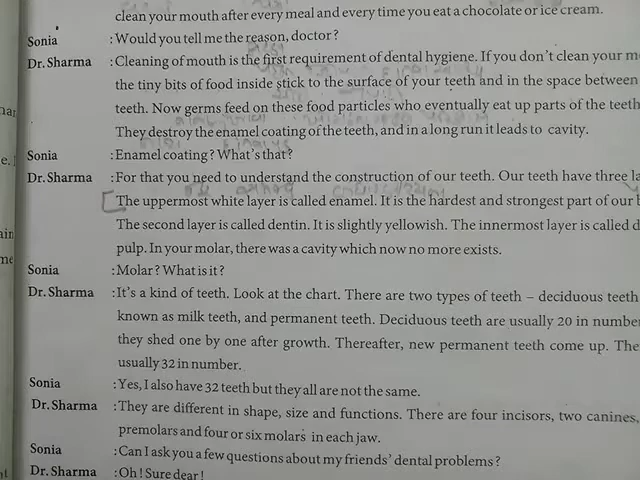 clean your mouth after every meal and every time you eat a chocolate or ice cream.
Sonia : Would you tell me the reason, doctor?
Dr. Sharma : Cleaning of mouth is the first requirement of dental hygiene. If you don't clean your
the tiny bits of food inside stick to the surface of your teeth and in the space between
teeth. Now germs feed on these food particles who eventually eat up parts of the teeth
They destroy the enamel coating of the teeth, and in a long run it leads to cavity.
Sonia : Enamel coating? What's that?
Dr. Sharma : For that you need to understand the construction of our teeth. Our teeth have three
The uppermost white layer is called enamel. It is the hardest and strongest part of our
The second layer is called dentin. It is slightly yellowish. The innermost layer is called
pulp. In your molar, there was a cavity which now no more exists.
Sonia : Molar? What is it?
Dr. Sharma : It's a kind of teeth. Look at the chart. There are two types of teeth – deciduous teeth
known as milk teeth, and permanent teeth. Deciduous teeth are usually 20 in number
they shed one by one after growth. Thereafter, new permanent teeth come up. The
usually 32 in number.
Sonia : Yes, I also have 32 teeth but they all are not the same.
Dr. Sharma : They are different in shape, size and functions. There are four incisors, two canines,
premolars and four or six molars in each jaw.
Sonia : Can I ask you a few questions about my friends' dental problems?
Dr. Sharma : Oh! Sure dear!